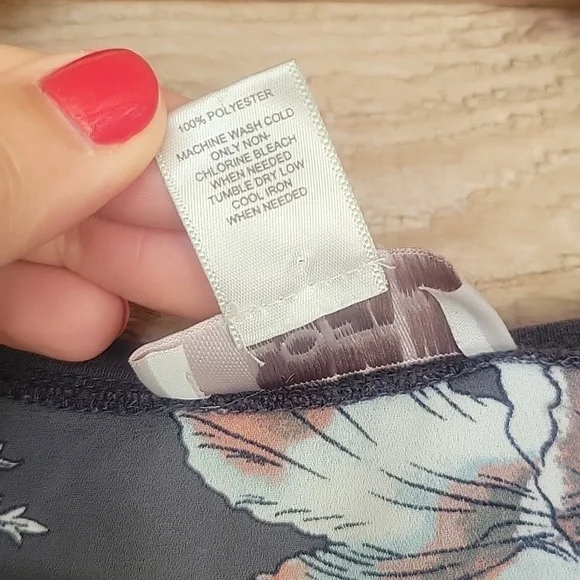 100% POLYESTER
MACHINE WASH COLD
ONLY NON-
CHLORINE BLEACH
WHEN NEEDED
TUMBLE DRY LOW
COOL IRON
WHEN NEEDED